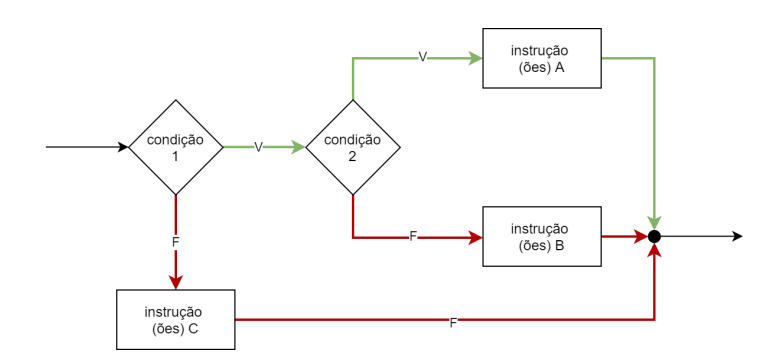 V
instrução
(ões) A
condição
1
V
condição
2
F
F
instrução
(ões) B
instrução
(ões) C
F